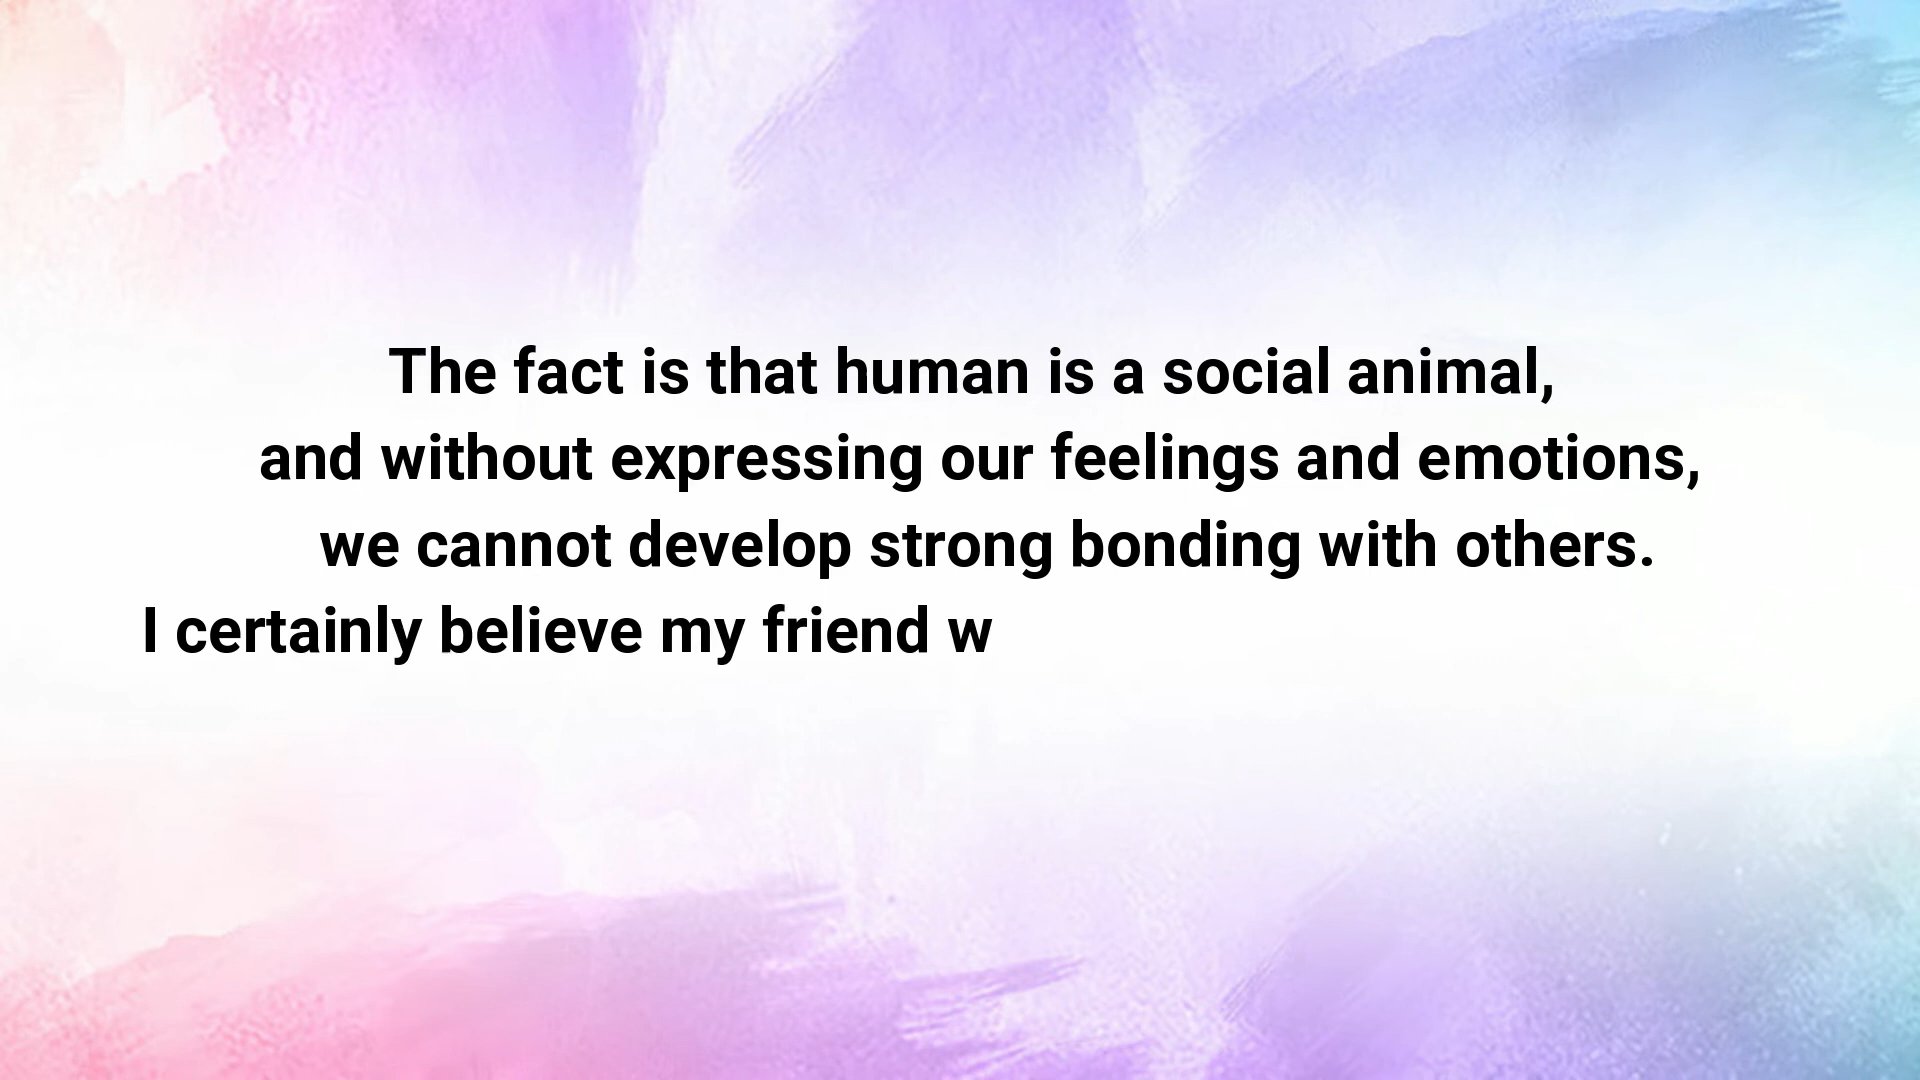 The fact is that human is a social animal,
and without expressing our feelings and emotions,
we cannot develop strong bonding with others.
I certainly believe my friend w